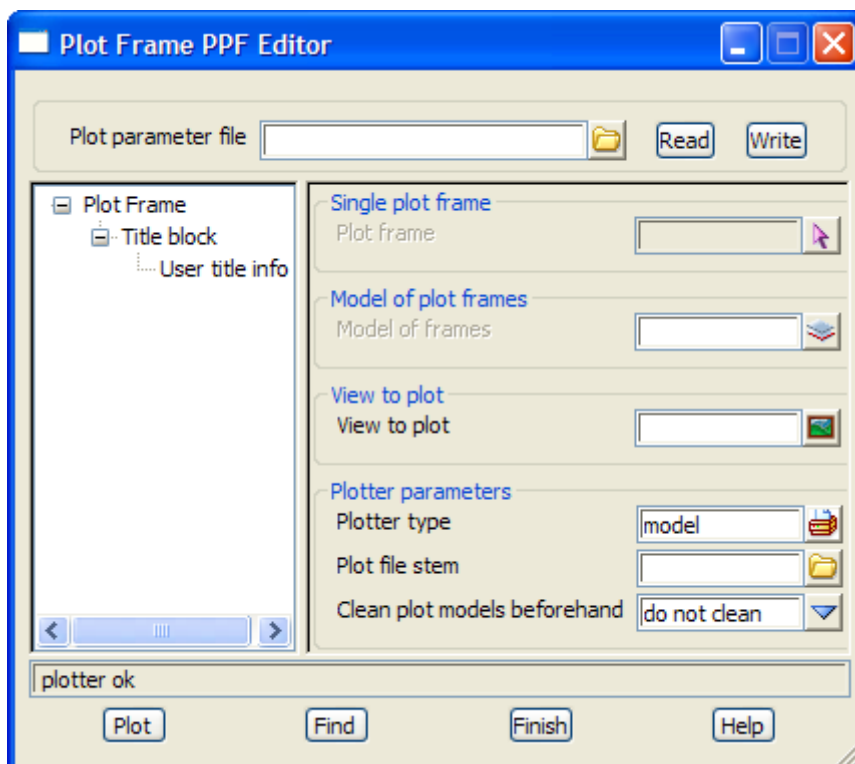 Plot Frame PPF Editor
Plot parameter file Read Write
Plot Frame
Title block
User title info
Single plot frame
Plot frame
Model of plot frames
Model of frames
View to plot
View to plot
Plotter parameters
Plotter type model
Plot file stem
Clean plot models beforehand do not clean
plotter ok
Plot Find Finish Help